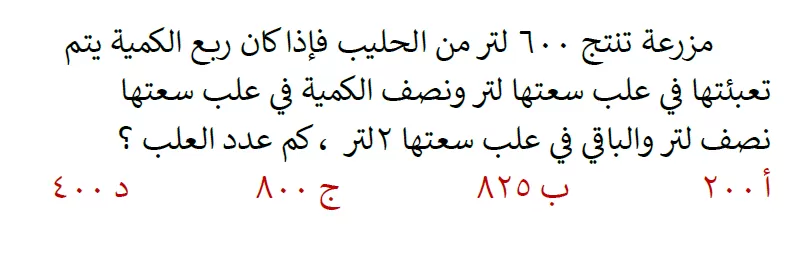 مزرعة تنتج ٦٠٠ لتر من الحليب فإذا كان ربع الكمية يتم
تعبئتها في علب سعتها لتر ونصف الكمية في علب سعتها
نصف لتر والباقي في علب سعتها ٢لتر ، كم عدد العلب ؟
أ ٢٠٠ ب ٨٢٥ ج ٨٠٠ د ٤٠٠